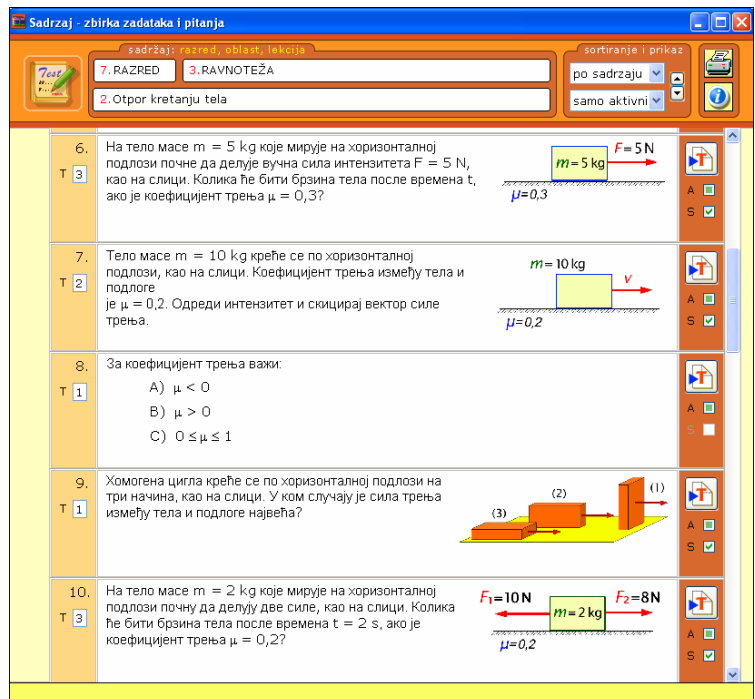 Sadrzaj - zbirka zadataka i pitanja
Test
sadržaj: razred, oblast, lekcija
7. RAZRED
3.RAVNOTEŽA
2.Otpor kretanju tela
sortiranje i prikaz
po sadrzaju
samo aktivni
6.
T 3
На тело масе m = 5 kg које мирује на хоризонталној
подлози почне да делује вучна сила интензитета F = 5 N,
као на слици. Колика ће бити брзина тела после времена t,
ако је коефицијент трења μ = 0,3?
F=5N
m=5kg
μ=0,3
T
A
S
7.
T 2
Тело масе m = 10 kg креће се по хоризонталној
подлози, као на слици. Коефицијент трења између тела и
подлоге
је μ = 0,2. Одреди интензитет и скицирај вектор силе
трења.
m=10kg
v
μ=0,2
T
A
S
8.
T 1
За коефицијент трења важи:
A) μ < 0
B) μ > 0
C) 0 ≤ μ ≤ 1
T
A
S
9.
T 1
Хомогена цигла креће се по хоризонталној подлози на
три начина, као на слици. У ком случају је сила трења
између тела и подлоге највећа?
(1)
(2)
(3)
T
A
S
10.
T 3
На тело масе m = 2 kg које мирује на хоризонталној
подлози почну да делују две силе, као на слици. Колика
ће бити брзина тела после времена t = 2 s, ако је
коефицијент трења μ = 0,2?
F₁=10N
F₂=8N
m=2kg
μ=0,2
T
A
S